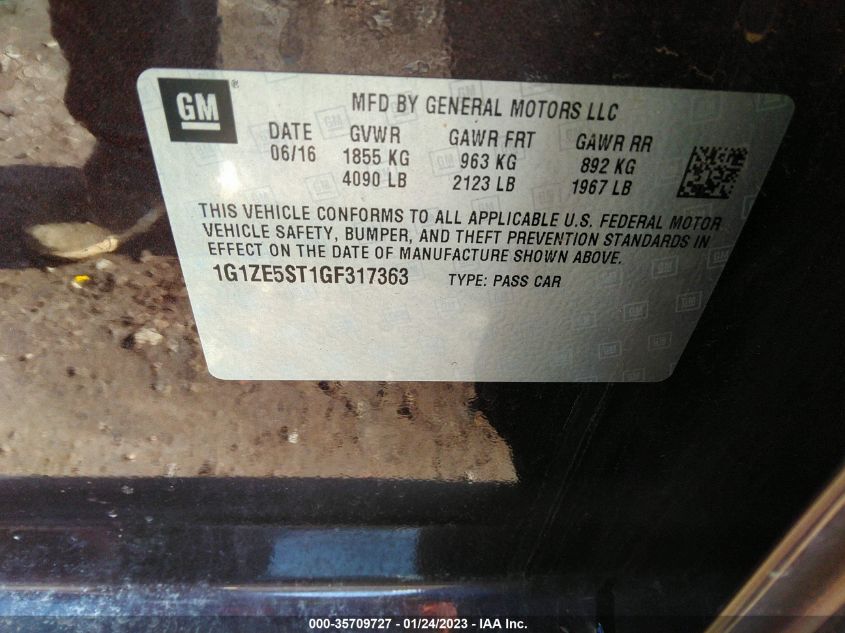 GM ®
MFD BY GENERAL MOTORS LLC
DATE GVWR GAWR FRT GAWR RR
06/16 1855 KG 963 KG 892 KG
4090 LB 2123 LB 1967 LB
THIS VEHICLE CONFORMS TO ALL APPLICABLE U.S. FEDERAL MOTOR
VEHICLE SAFETY, BUMPER, AND THEFT PREVENTION STANDARDS IN
EFFECT ON THE DATE OF MANUFACTURE SHOWN ABOVE.
1G1ZE5ST1GF317363 TYPE: PASS CAR
000-35709727 - 01/24/2023 - IAA Inc.